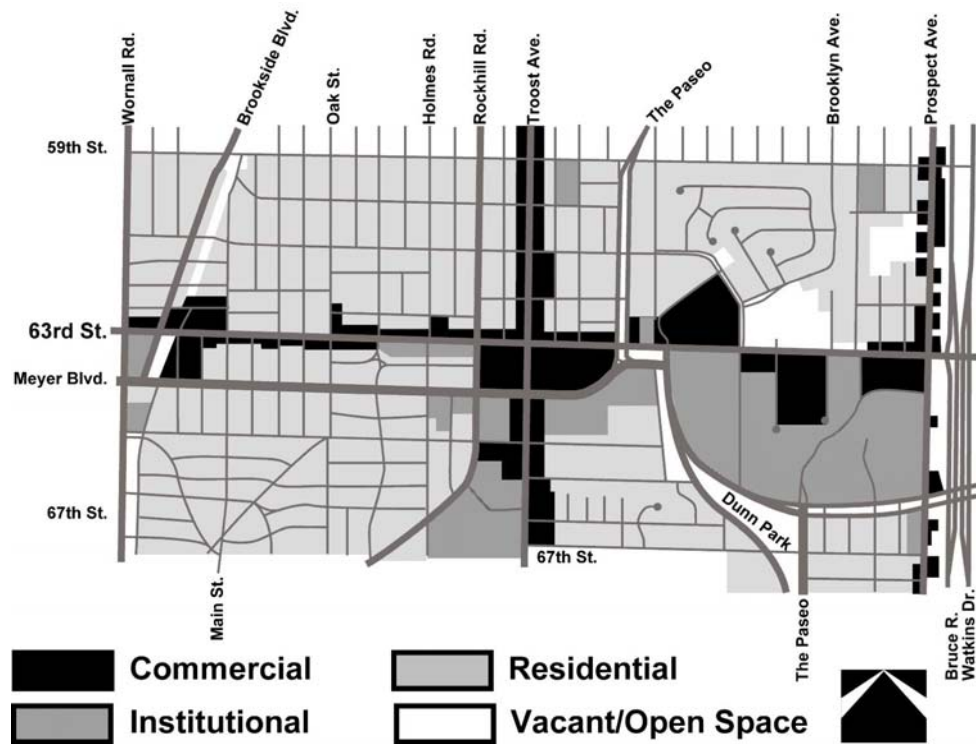 Wornall Rd.
Brookside Blvd.
Oak St.
Holmes Rd.
Rockhill Rd.
Troost Ave.
The Paseo
Brooklyn Ave.
Prospect Ave.
59th St.
63rd St.
Meyer Blvd.
67th St.
Dunn Park
67th St.
Main St.
The Paseo
Bruce R.
Watkins Dr.
Commercial
Residential
Institutional
Vacant/Open Space